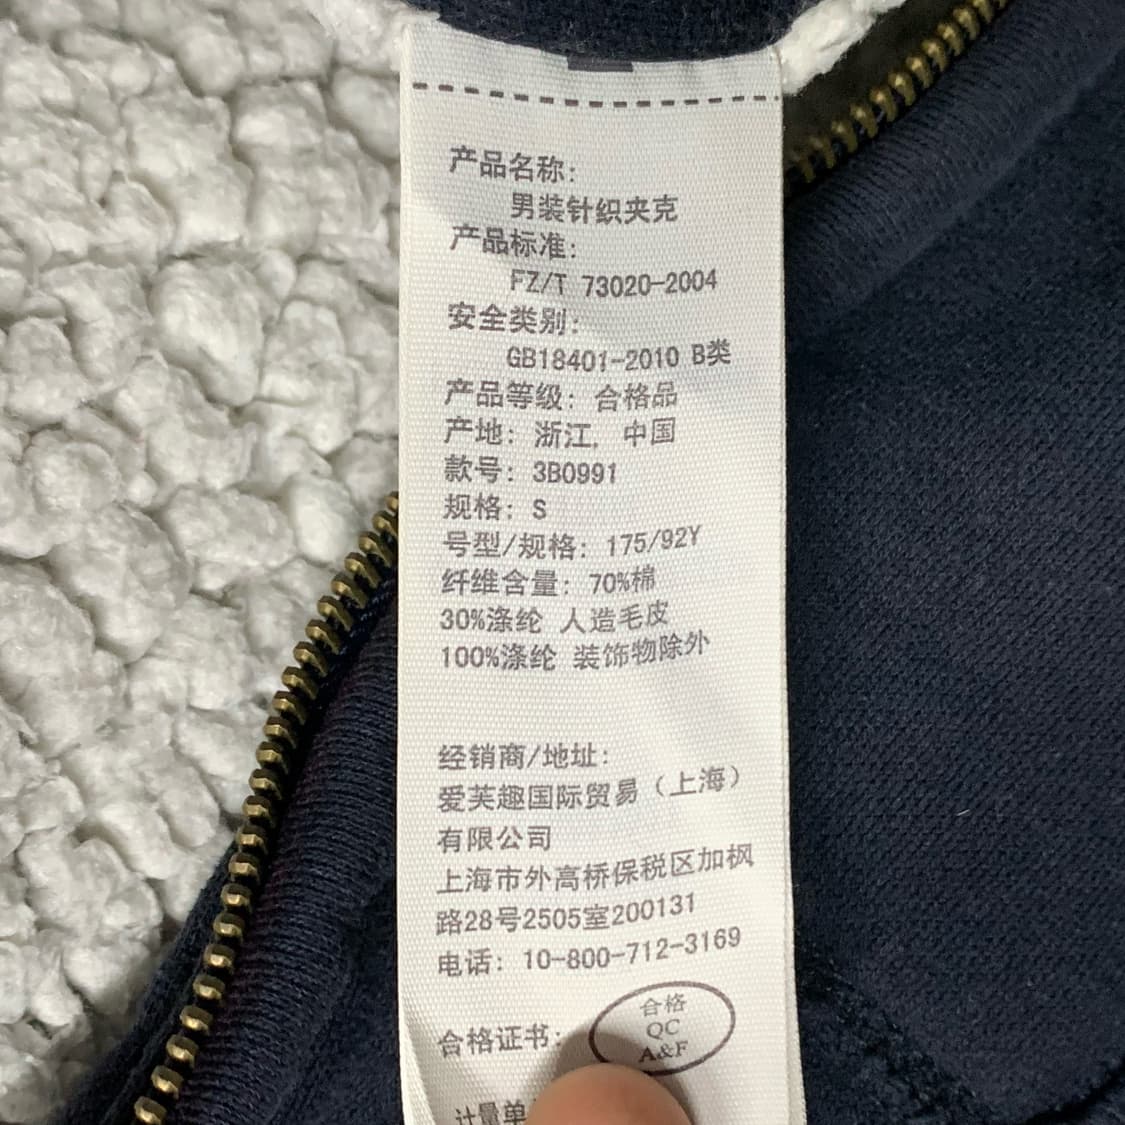 产品名称:
男装针织夹克
产品标准:
FZ/T 73020-2004
安全类别:
GB18401-2010 B类
产品等级: 合格品
产地: 浙江, 中国
款号: 3B0991
规格: S
号型/规格: 175/92Y
纤维含量: 70%棉
30%涤纶 人造毛皮
100%涤纶 装饰物除外
经销商/地址:
爱芙趣国际贸易（上海）
有限公司
上海市外高桥保税区加枫
路28号2505室200131
电话: 10-800-712-3169
合格
QC
A&F
合格证书:
计量单